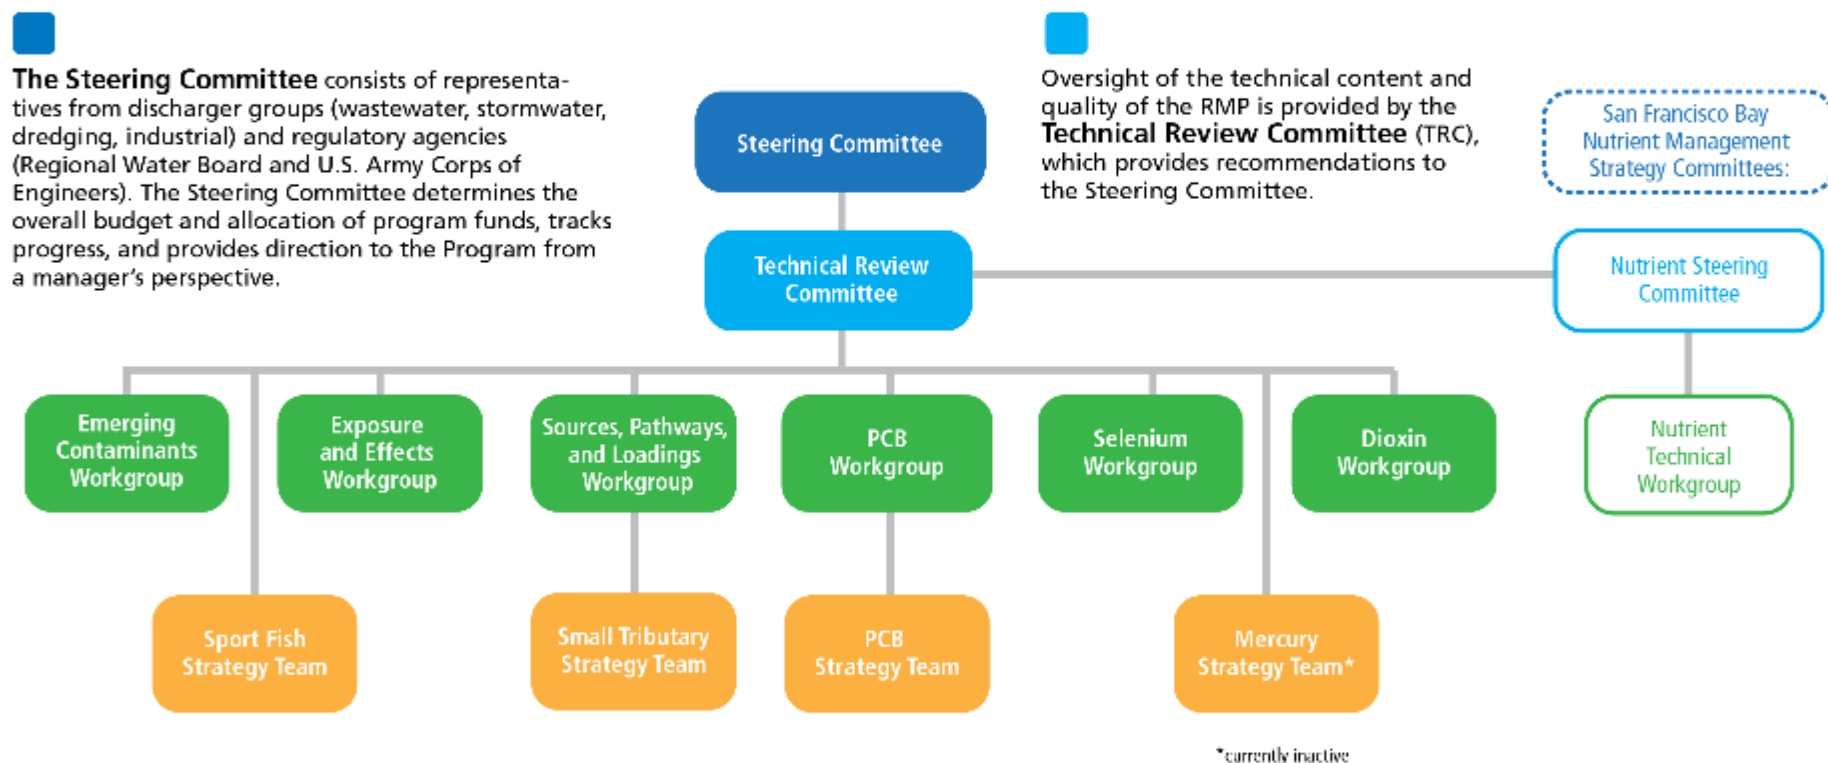 The Steering Committee consists of representa-
tives from discharger groups (wastewater, stormwater,
dredging, industrial) and regulatory agencies
(Regional Water Board and U.S. Army Corps of
Engineers). The Steering Committee determines the
overall budget and allocation of program funds, tracks
progress, and provides direction to the Program from
a manager's perspective.
Steering Committee
Oversight of the technical content and
quality of the RMP is provided by the
Technical Review Committee (TRC),
which provides recommendations to
the Steering Committee.
San Francisco Bay
Nutrient Management
Strategy Committees:
Technical Review
Committee
Nutrient Steering
Committee
Emerging
Contaminants
Workgroup
Exposure
and Effects
Workgroup
Sources, Pathways,
and Loadings
Workgroup
PCB
Workgroup
Selenium
Workgroup
Dioxin
Workgroup
Nutrient
Technical
Workgroup
Sport Fish
Strategy Team
Small Tributary
Strategy Team
PCB
Strategy Team
Mercury
Strategy Team*
*currently inactive